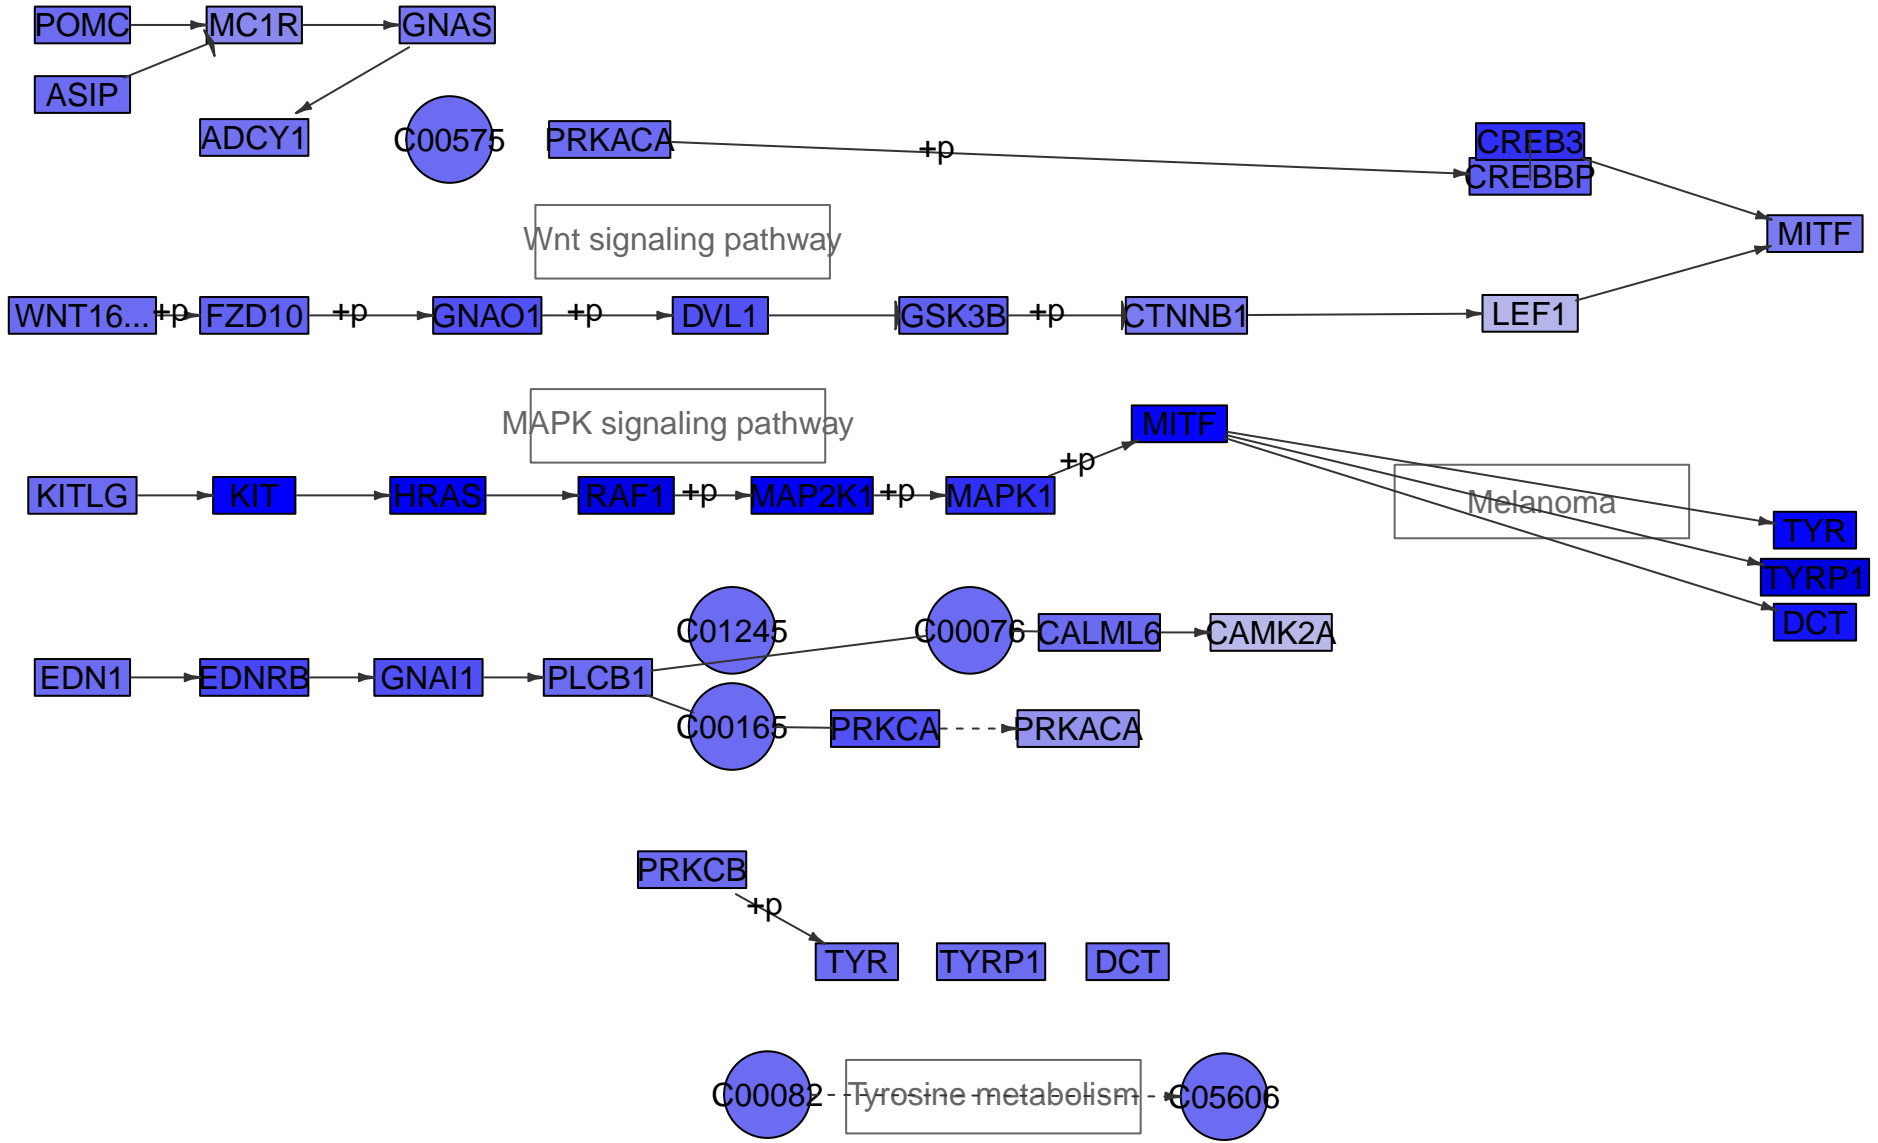 POMC
MC1R
GNAS
ASIP
ADCY1
C00575
PRKACA
+p
CREB3
CREBBP
Wnt signaling pathway
MITF
WNT16...
+p
FZD10
+p
GNAO1
+p
DVL1
GSK3B
+p
CTNNB1
LEF1
MAPK signaling pathway
MITF
+p
KITLG
KIT
HRAS
RAF1
+p
MAP2K1
+p
MAPK1
Melanoma
TYR
TYRP1
DCT
C01245
C00076
CALML6
CAMK2A
EDN1
EDNRB
GNAI1
PLCB1
C00165
PRKCA
PRKACA
PRKCB
+p
TYR
TYRP1
DCT
C00082
Tyrosine metabolism
C05606